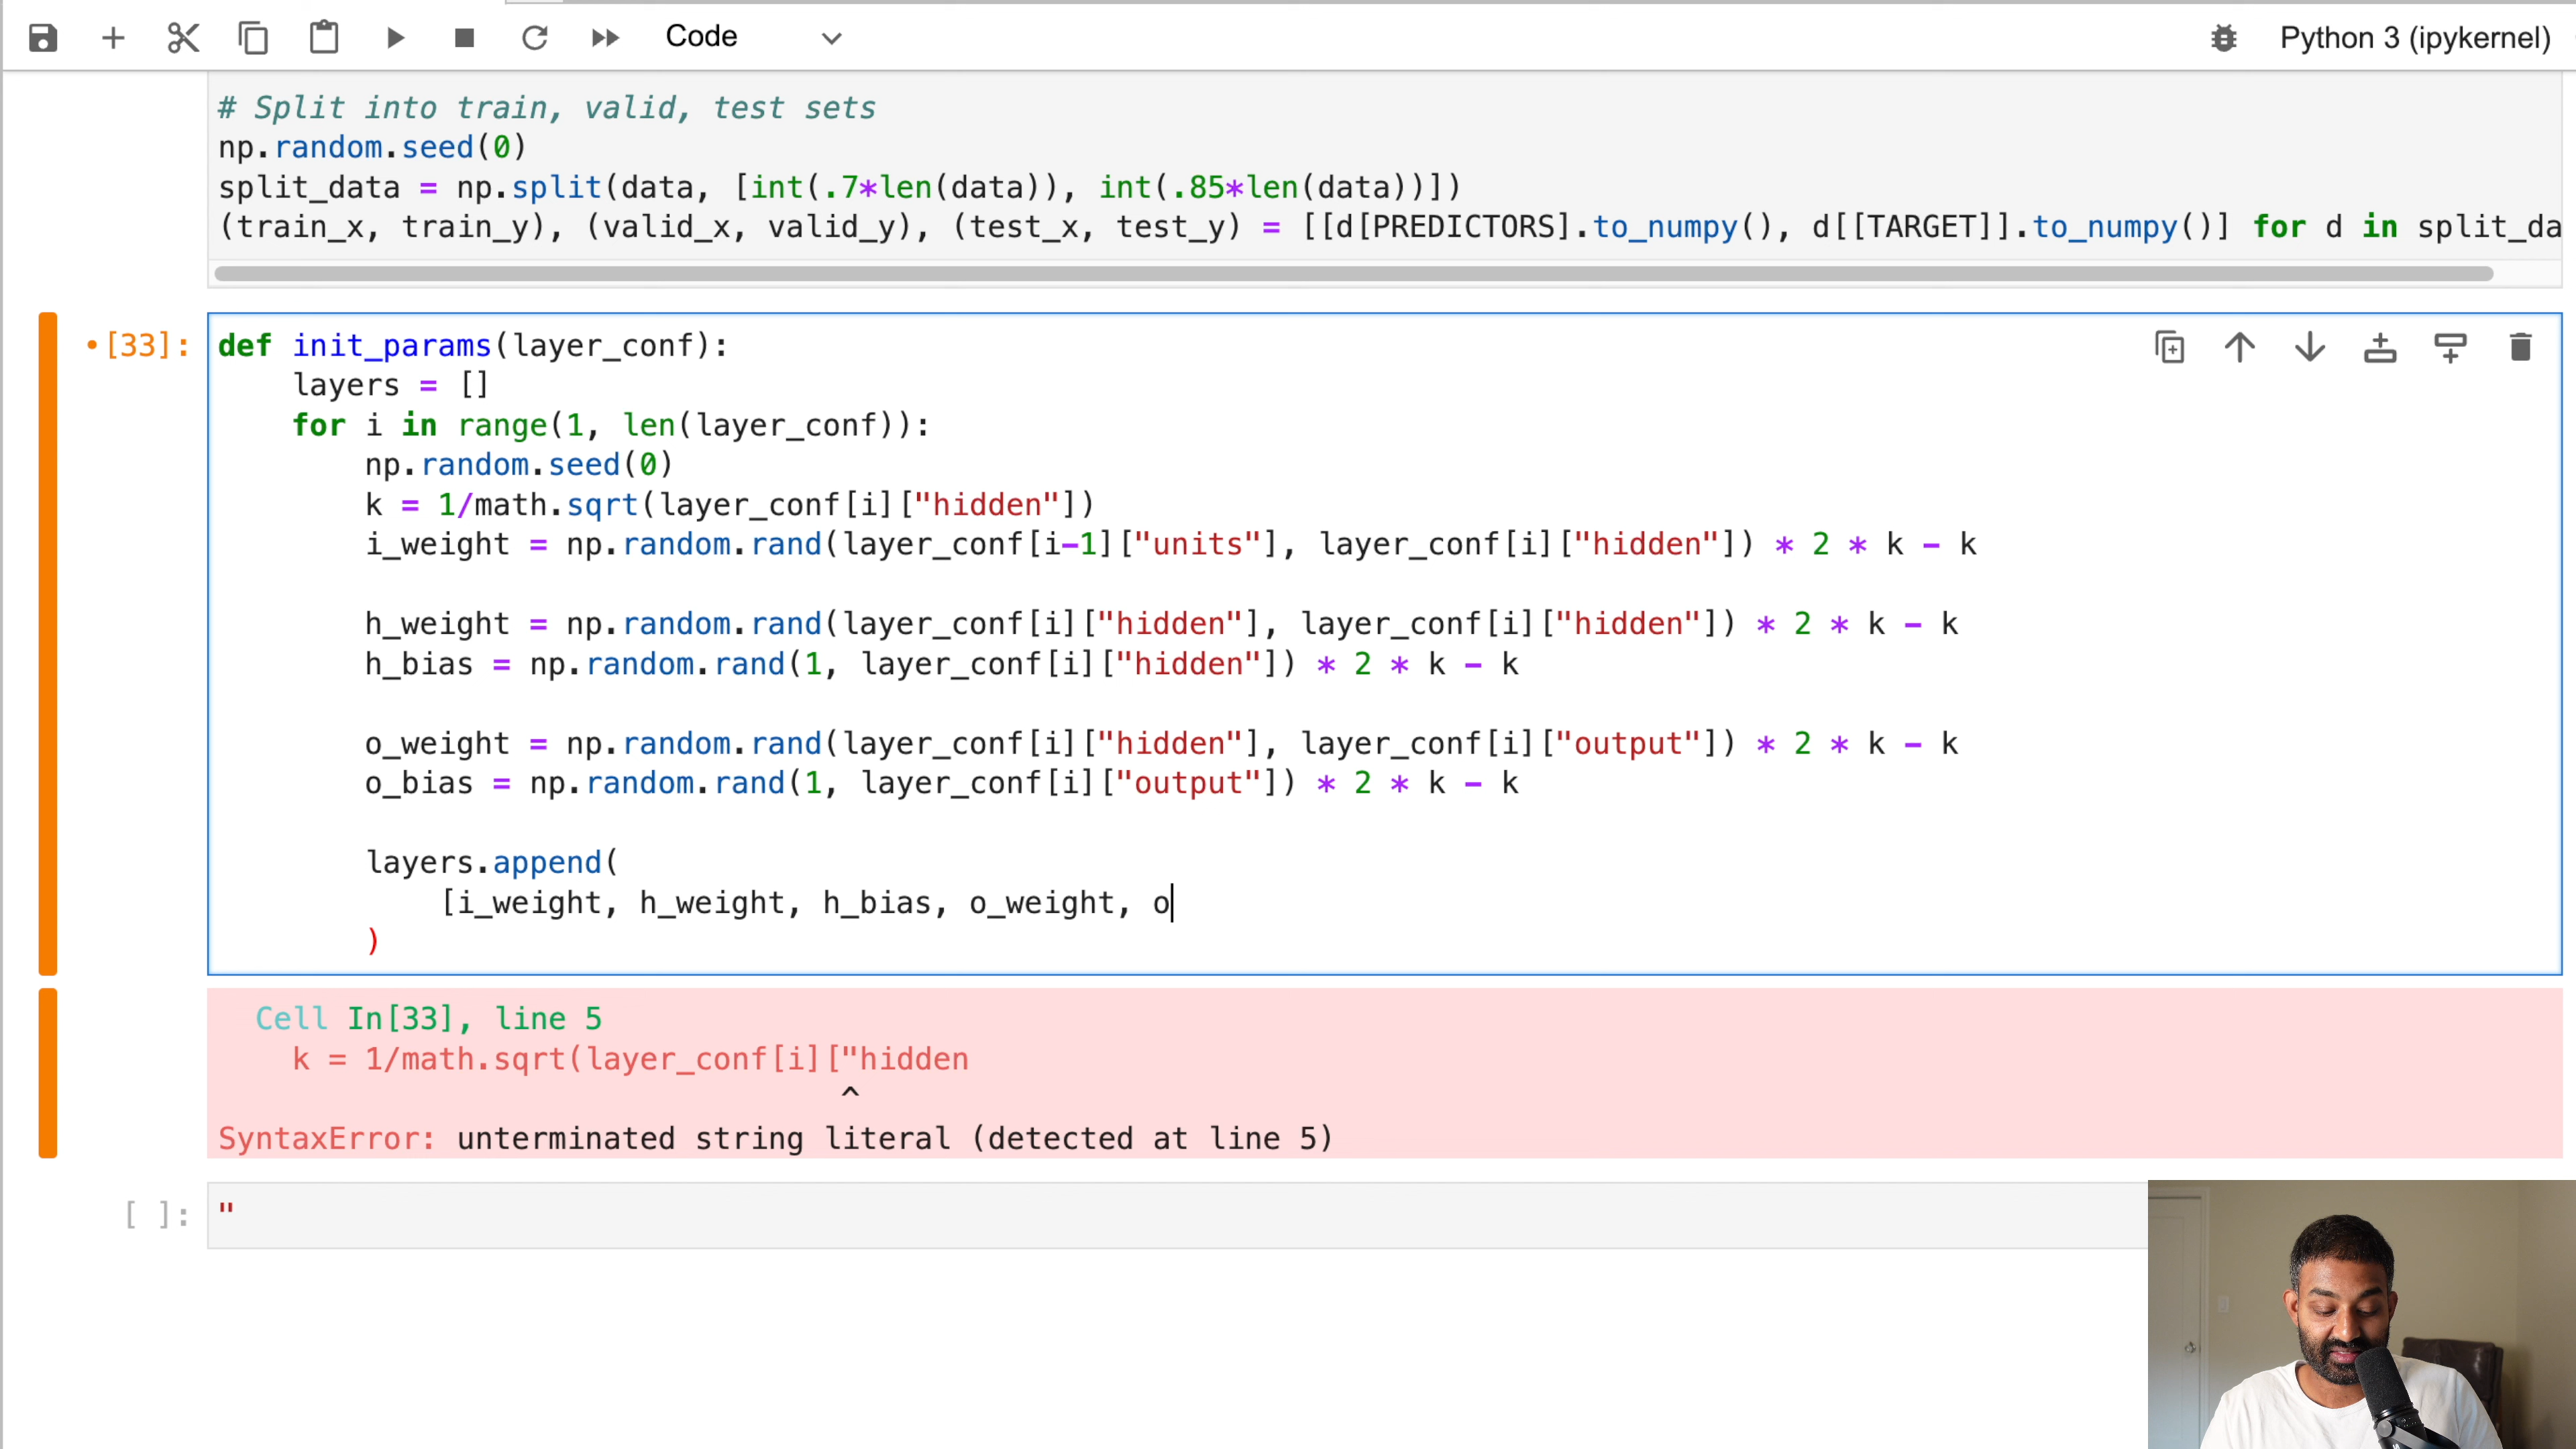 Code
Python 3 (ipykernel)
# Split into train, valid, test sets
np.random.seed(0)
split_data = np.split(data, [int(.7*len(data)), int(.85*len(data))])
(train_x, train_y), (valid_x, valid_y), (test_x, test_y) = [[d[PREDICTORS].to_numpy(), d[[TARGET]].to_numpy()] for d in split_da
[33]:
def init_params(layer_conf):
    layers = []
    for i in range(1, len(layer_conf)):
        np.random.seed(0)
        k = 1/math.sqrt(layer_conf[i]["hidden"])
        i_weight = np.random.rand(layer_conf[i-1]["units"], layer_conf[i]["hidden"]) * 2 * k - k
        h_weight = np.random.rand(layer_conf[i]["hidden"], layer_conf[i]["hidden"]) * 2 * k - k
        h_bias = np.random.rand(1, layer_conf[i]["hidden"]) * 2 * k - k
        o_weight = np.random.rand(layer_conf[i]["hidden"], layer_conf[i]["output"]) * 2 * k - k
        o_bias = np.random.rand(1, layer_conf[i]["output"]) * 2 * k - k
        layers.append(
            [i_weight, h_weight, h_bias, o_weight, o
        )
Cell In[33], line 5
    k = 1/math.sqrt(layer_conf[i]["hidden
^
SyntaxError: unterminated string literal (detected at line 5)
[ ]:
"